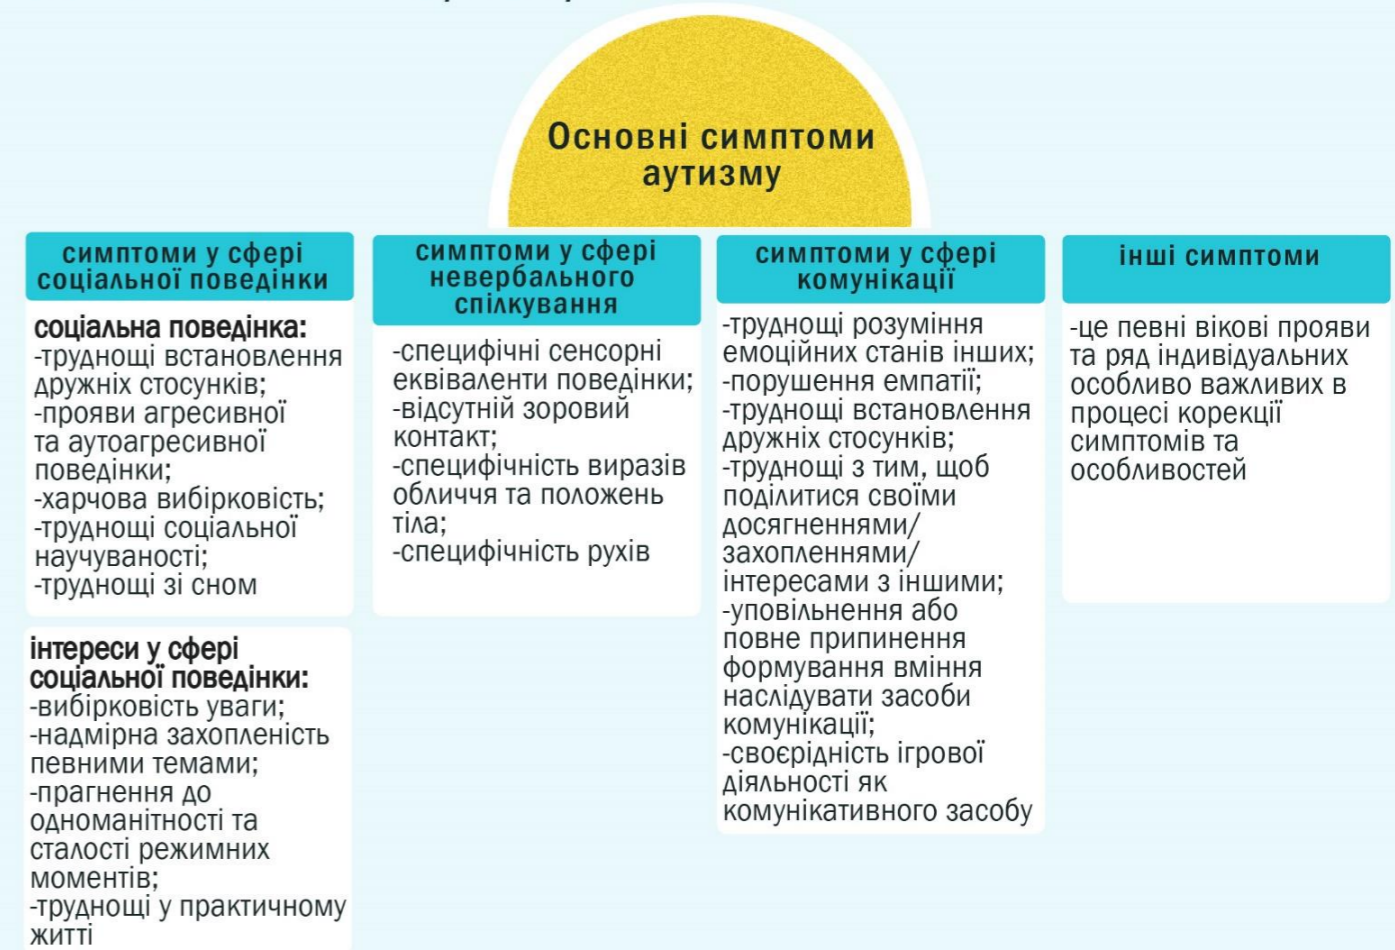 Основні симптоми
аутизму
симптоми у сфері
соціальної поведінки
соціальна поведінка:
-труднощі встановлення
дружніх стосунків;
-прояви агресивної
та аутоагресивної
поведінки;
-харчова вибірковість;
-труднощі соціальної
научуваності;
-труднощі зі сном
інтереси у сфері
соціальної поведінки:
-вибірковість уваги;
-надмірна захопленість
певними темами;
-прагнення до
одноманітності та
сталості режимних
моментів;
-труднощі у практичному
житті
симптоми у сфері
невербального
спілкування
-специфічні сенсорні
еквіваленти поведінки;
-відсутній зоровий
контакт;
-специфічність виразів
обличчя та положень
тіла;
-специфічність рухів
симптоми у сфері
комунікації
-труднощі розуміння
емоційних станів інших;
-порушення емпатії;
-труднощі встановлення
дружніх стосунків;
-труднощі з тим, щоб
поділитися своїми
досягненнями/
захопленнями/
інтересами з іншими;
-уповільнення або
повне припинення
формування вміння
наслідувати засоби
комунікації;
-своєрідність ігрової
діяльності як
комунікативного засобу
інші симптоми
-це певні вікові прояви
та ряд індивідуальних
особливо важливих в
процесі корекції
симптомів та
особливостей